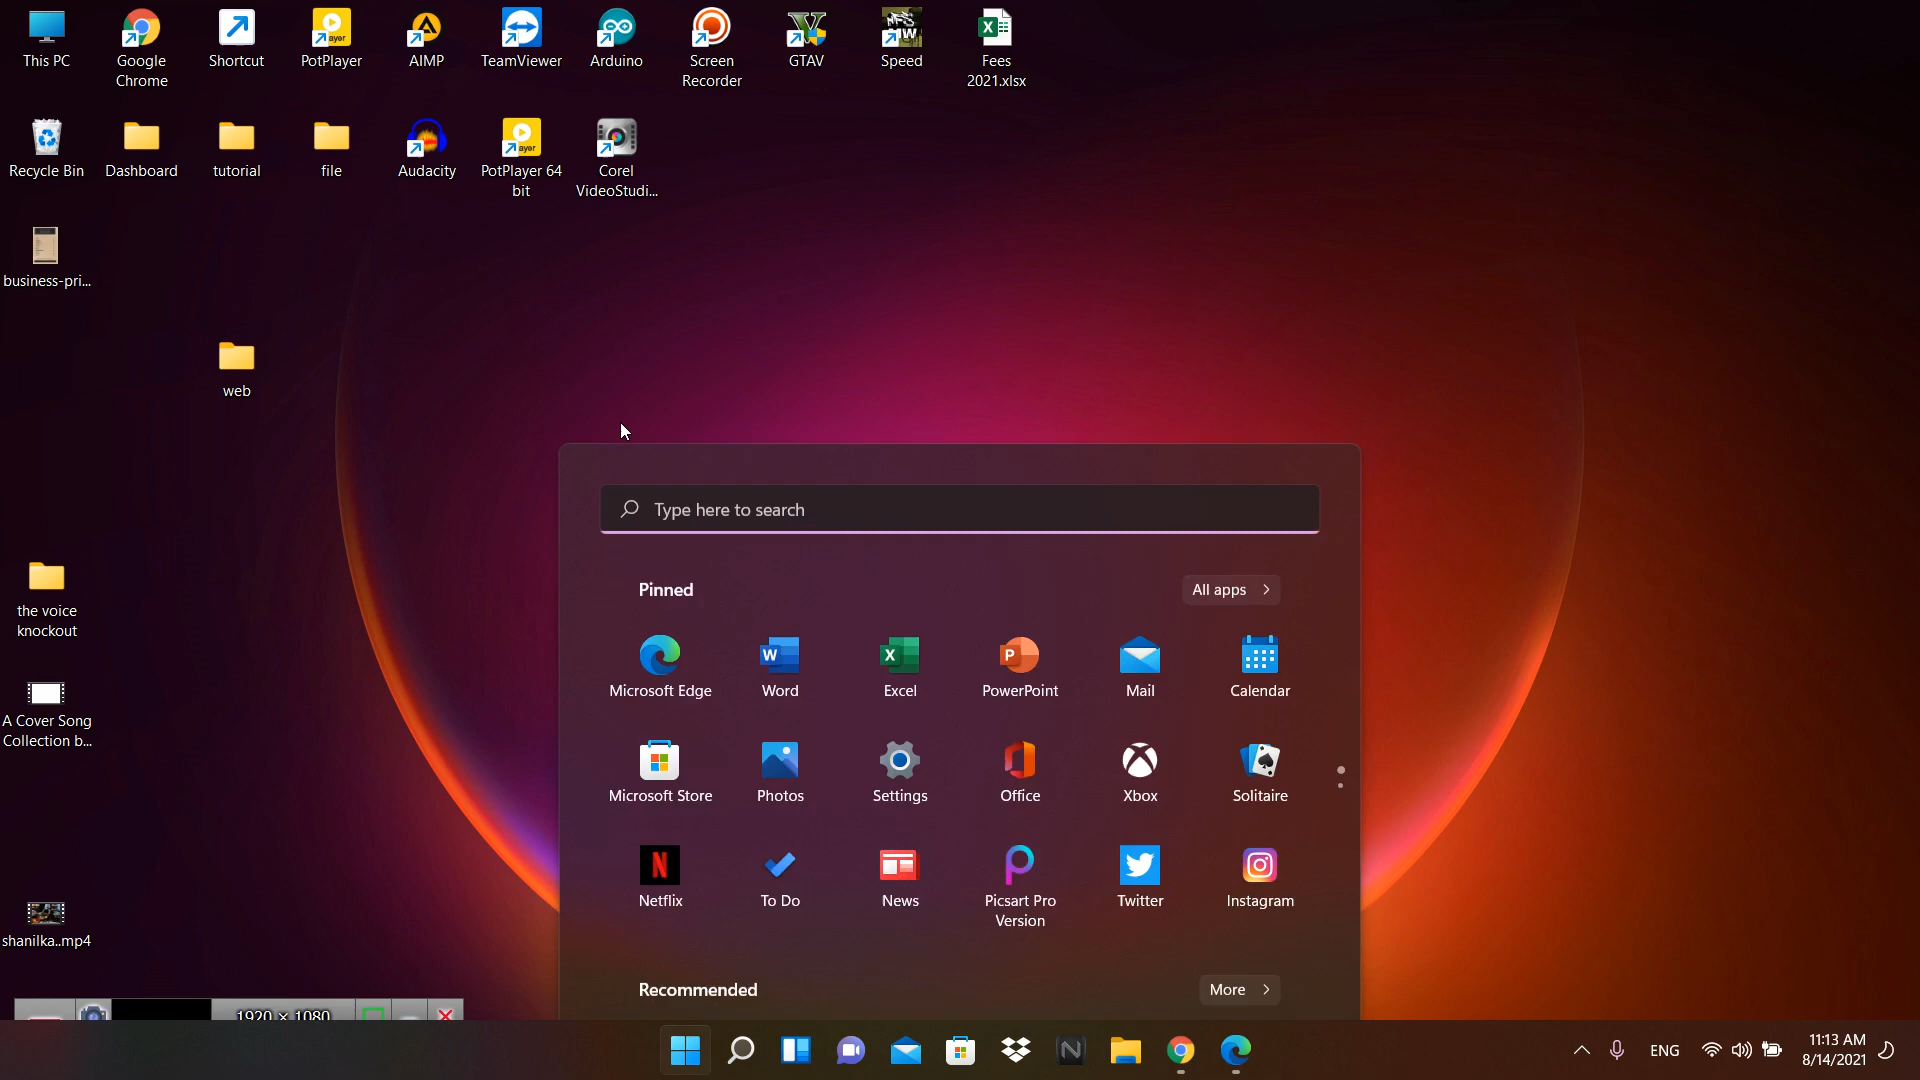 This PC
Google
Chrome
Shortcut
PotPlayer
AIMP
TeamViewer
Arduino
Screen
Recorder
GTAV
Speed
Fees
2021.xlsx
Recycle Bin
Dashboard
tutorial
file
Audacity
PotPlayer 64
bit
Corel
VideoStudi...
business-pri...
web
the voice
knockout
A Cover Song
Collection b...
shanilka..mp4
Type here to search
Pinned
All apps
Microsoft Edge
Word
Excel
PowerPoint
Mail
Calendar
Microsoft Store
Photos
Settings
Office
Xbox
Solitaire
Netflix
To Do
News
Picsart Pro
Version
Twitter
Instagram
Recommended
More
1920 × 1080
ENG
11:13 AM
8/14/2021